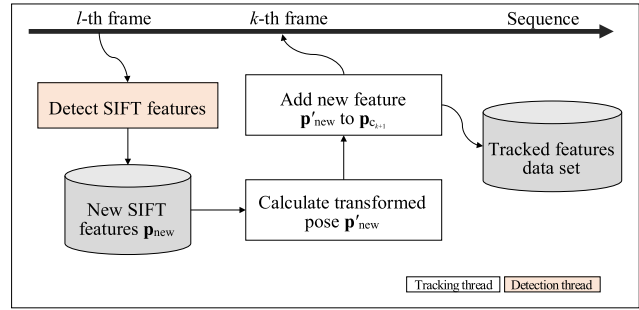 l-th frame
k-th frame
Sequence
Detect SIFT features
Add new feature
p′new to pck+1
Tracked features
data set
New SIFT
features pnew
Calculate transformed
pose p′new
Tracking thread
Detection thread